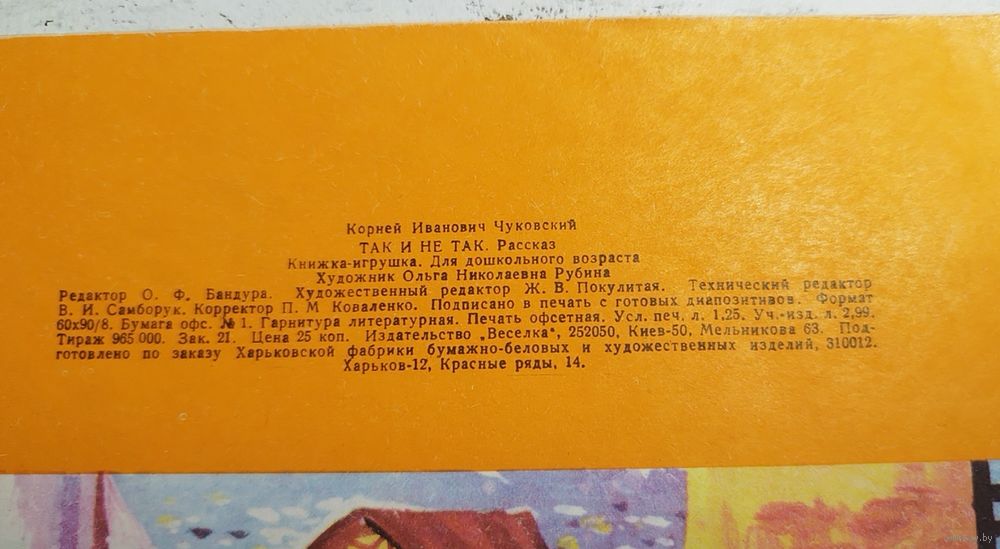 Корней Иванович Чуковский
ТАК И НЕ ТАК. Рассказ
Книжка-игрушка. Для дошкольного возраста
Художник Ольга Николаевна Рубина
Редактор О. Ф. Бандура. Художественный редактор Ж. В. Покулитая. Технический редактор
В. И. Самборук. Корректор П. М Коваленко. Подписано в печать с готовых диапозитивов. Формат
60х90/8. Бумага офс. № 1. Гарнитура литературная. Печать офсетная. Усл. печ. л. 1,25. Уч.-изд. л. 2,99.
Тираж 965 000. Зак. 21. Цена 25 коп. Издательство „Веселка“, 252050, Киев-50, Мельникова 63. Под-
готовлено по заказу Харьковской фабрики бумажно-беловых и художественных изделий, 310012.
Харьков-12, Красные ряды, 14.